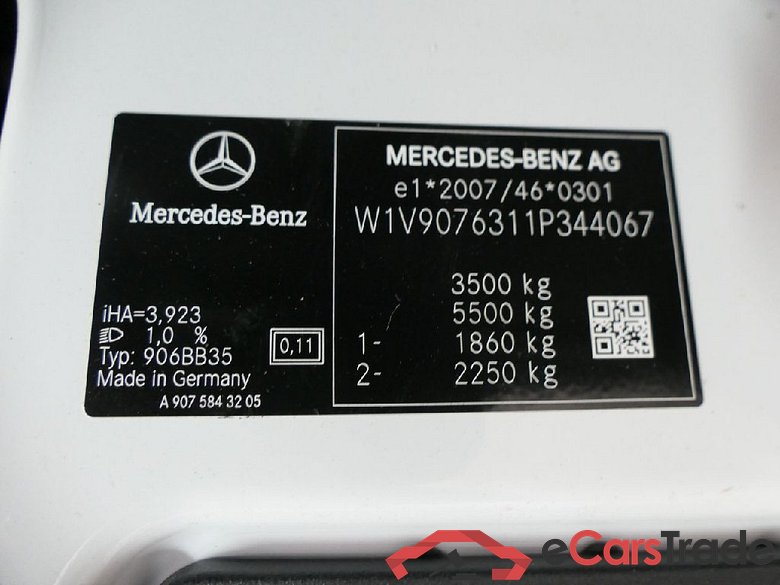 Mercedes-Benz
iHA=3,923
1,0 %
Typ: 906BB35
Made in Germany
0,11
A 907 584 32 05
MERCEDES-BENZ AG
e1*2007/46*0301
W1V9076311P344067
3500 kg
5500 kg
1- 1860 kg
2- 2250 kg
eCarsTrade